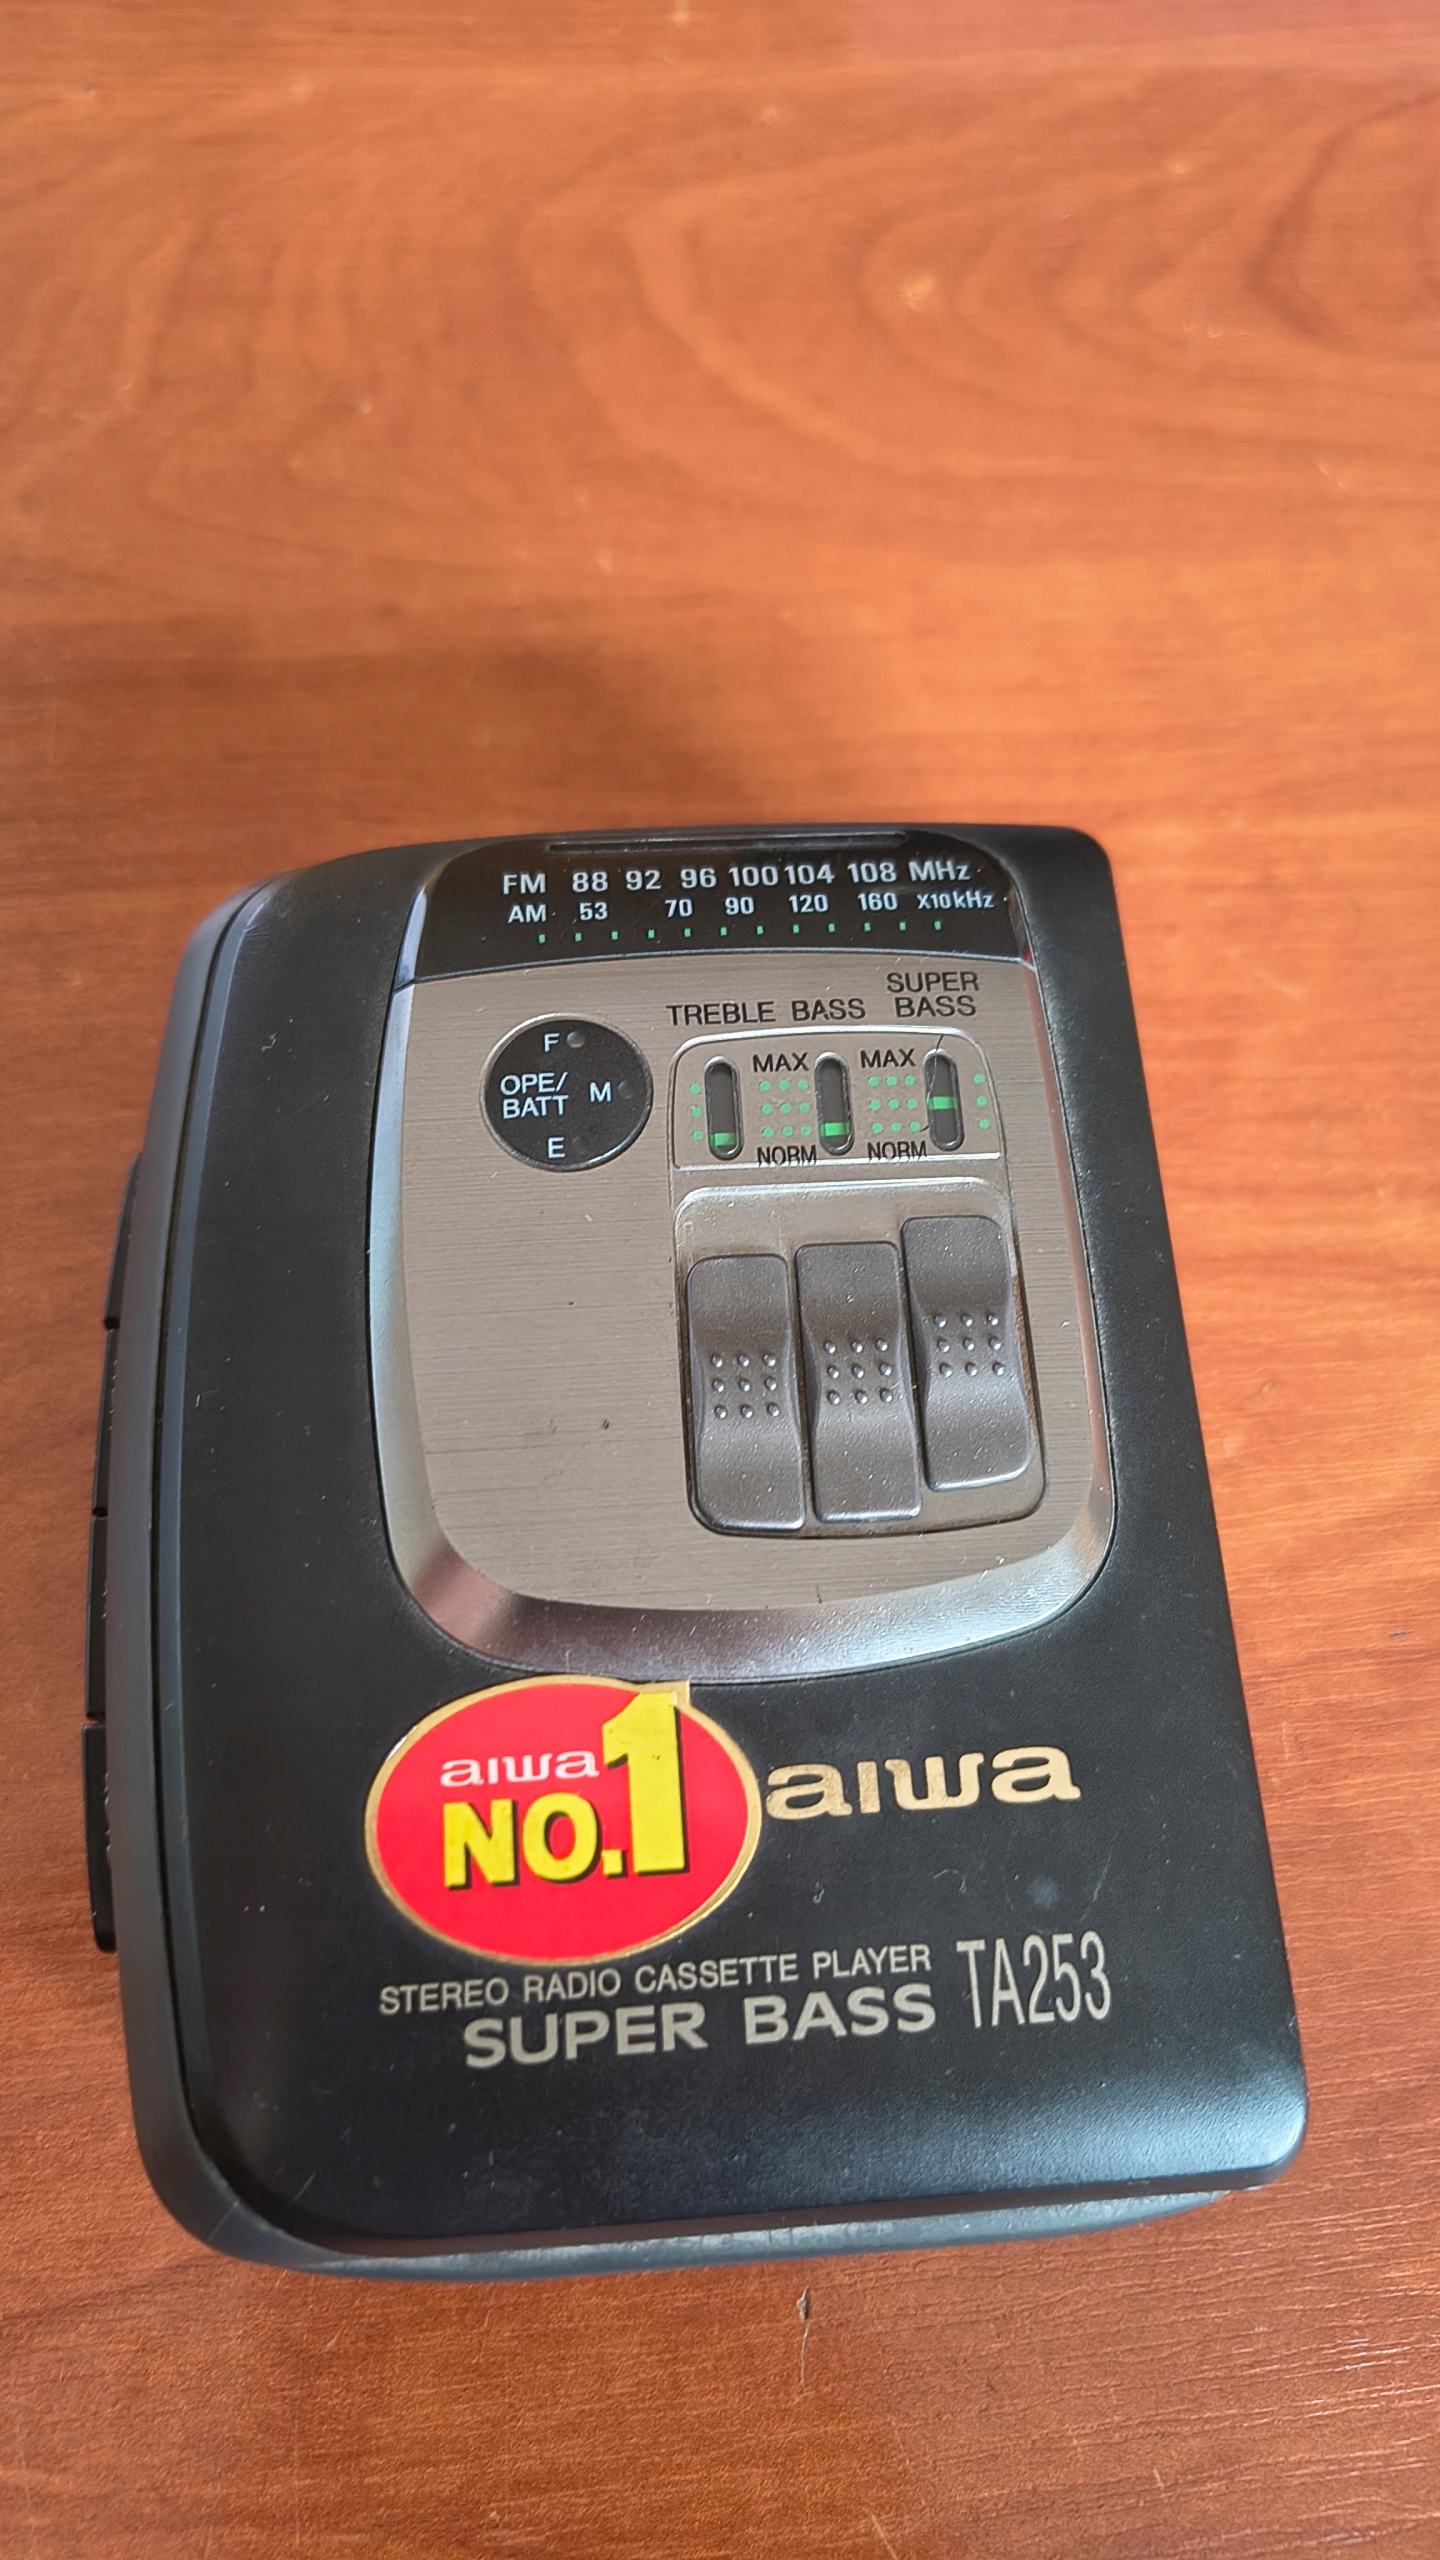 FM 88 92 96 100 104 108 MHz
AM 53 70 90 120 160 X10kHz
TREBLE BASS SUPER BASS
F
OPE/
BATT M
E
MAX MAX
NORM NORM
aiwa
NO.1
aiwa
STEREO RADIO CASSETTE PLAYER
SUPER BASS TA253